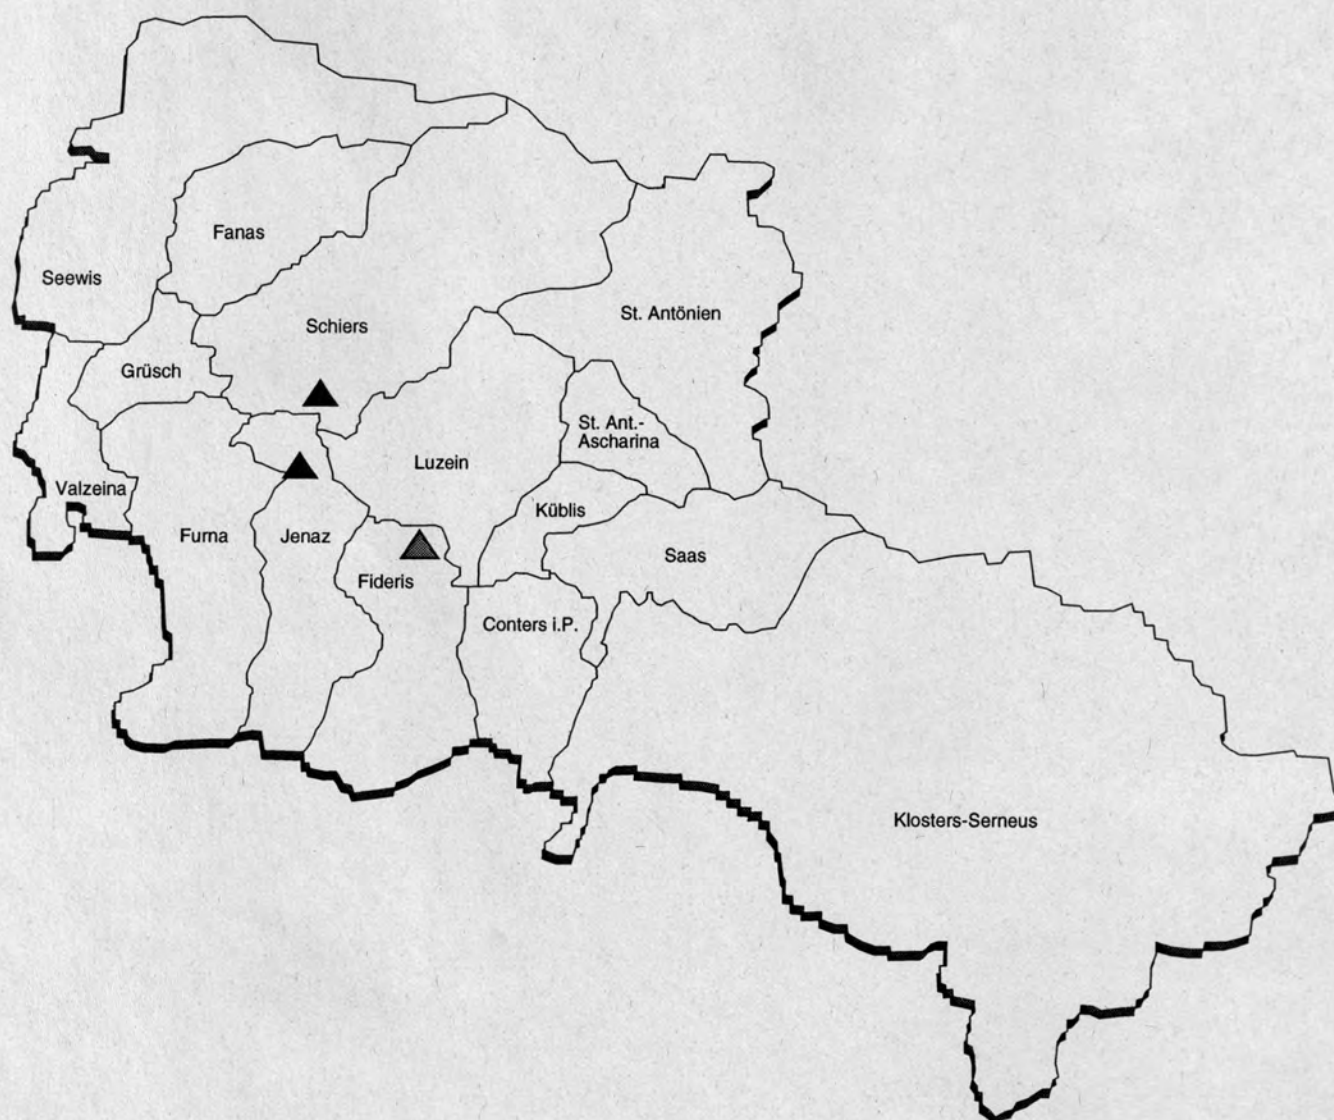 Fanas
Seewis
St. Antönien
Schiers
Grüsch
St. Ant.-
Ascharina
Luzein
Valzeina
Küblis
Furna
Jenaz
Saas
Fideris
Conters i.P.
Klosters-Serneus